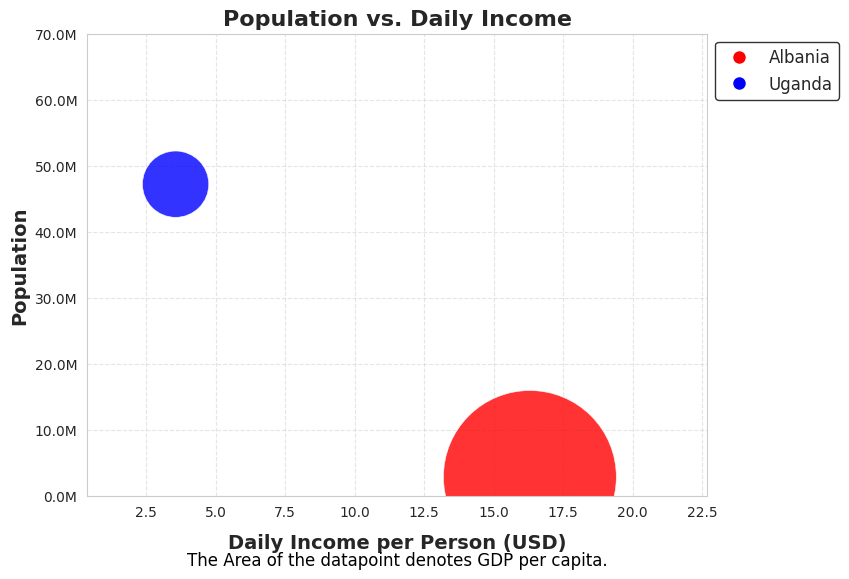 Population vs. Daily Income
70.0M
60.0M
50.0M
40.0M
30.0M
20.0M
10.0M
0.0M
Population
2.5 5.0 7.5 10.0 12.5 15.0 17.5 20.0 22.5
Daily Income per Person (USD)
The Area of the datapoint denotes GDP per capita.
Albania
Uganda